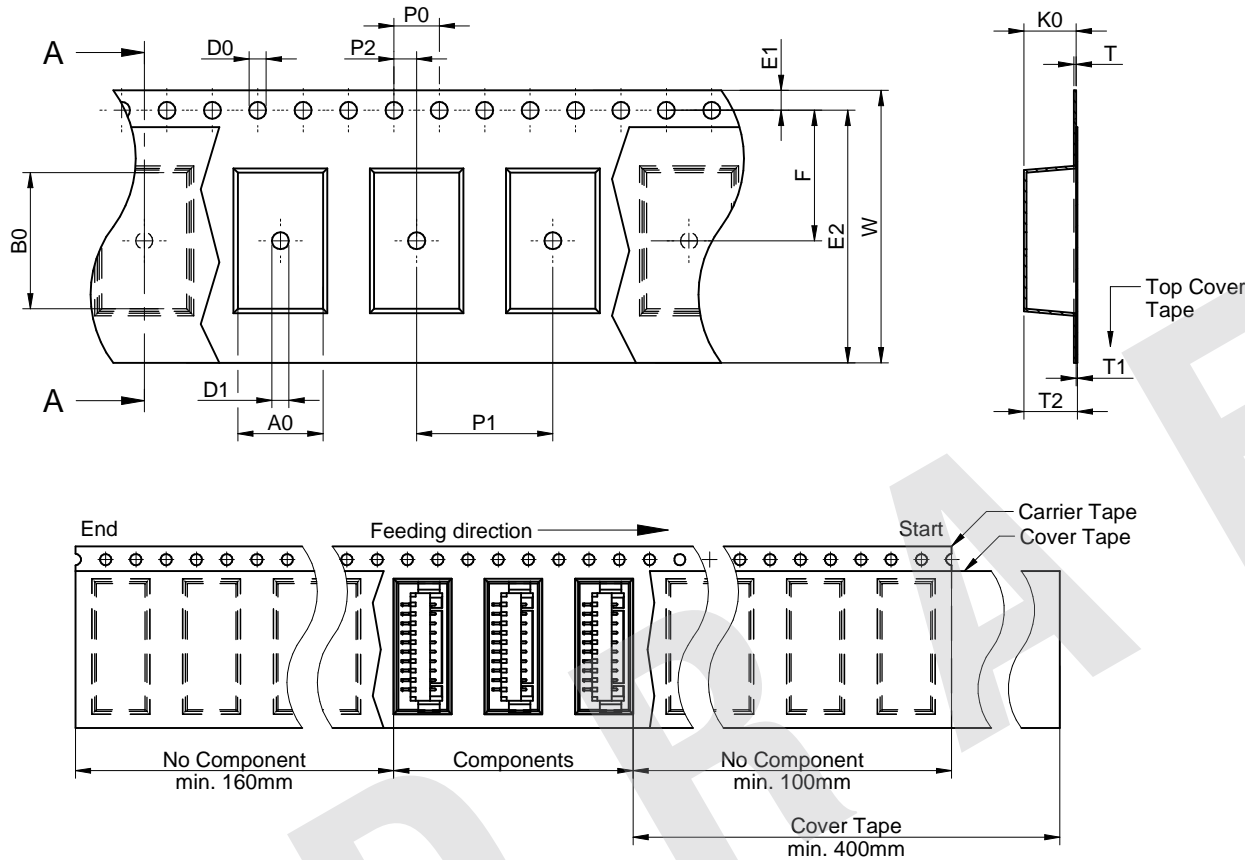 A
D0
P2
P0
E1
K0
T
B0
F
E2
W
Top Cover
Tape
A
D1
A0
P1
T1
T2
End
Feeding direction
Start
Carrier Tape
Cover Tape
No Component
min. 160mm
Components
No Component
min. 100mm
Cover Tape
min. 400mm
D R A F